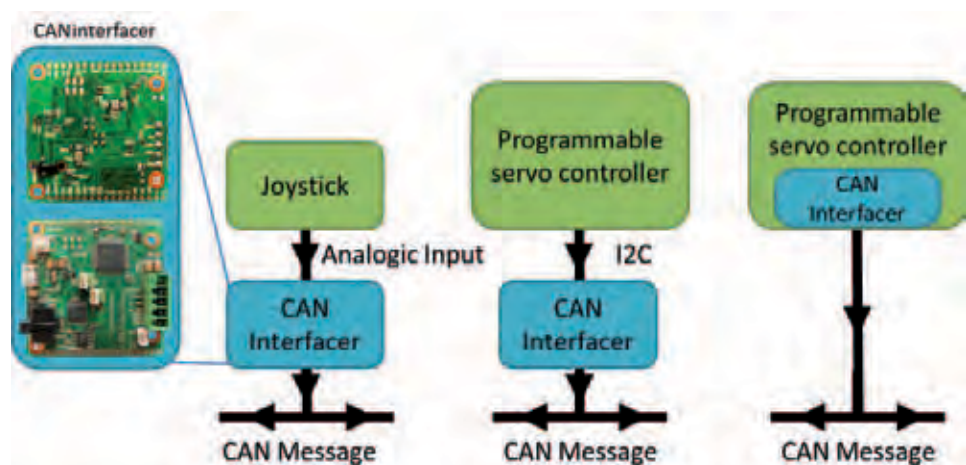 CANinterfacer
Joystick
Analogic Input
CAN
Interfacer
CAN Message
Programmable
servo controller
I2C
CAN
Interfacer
CAN Message
Programmable
servo controller
CAN
Interfacer
CAN Message